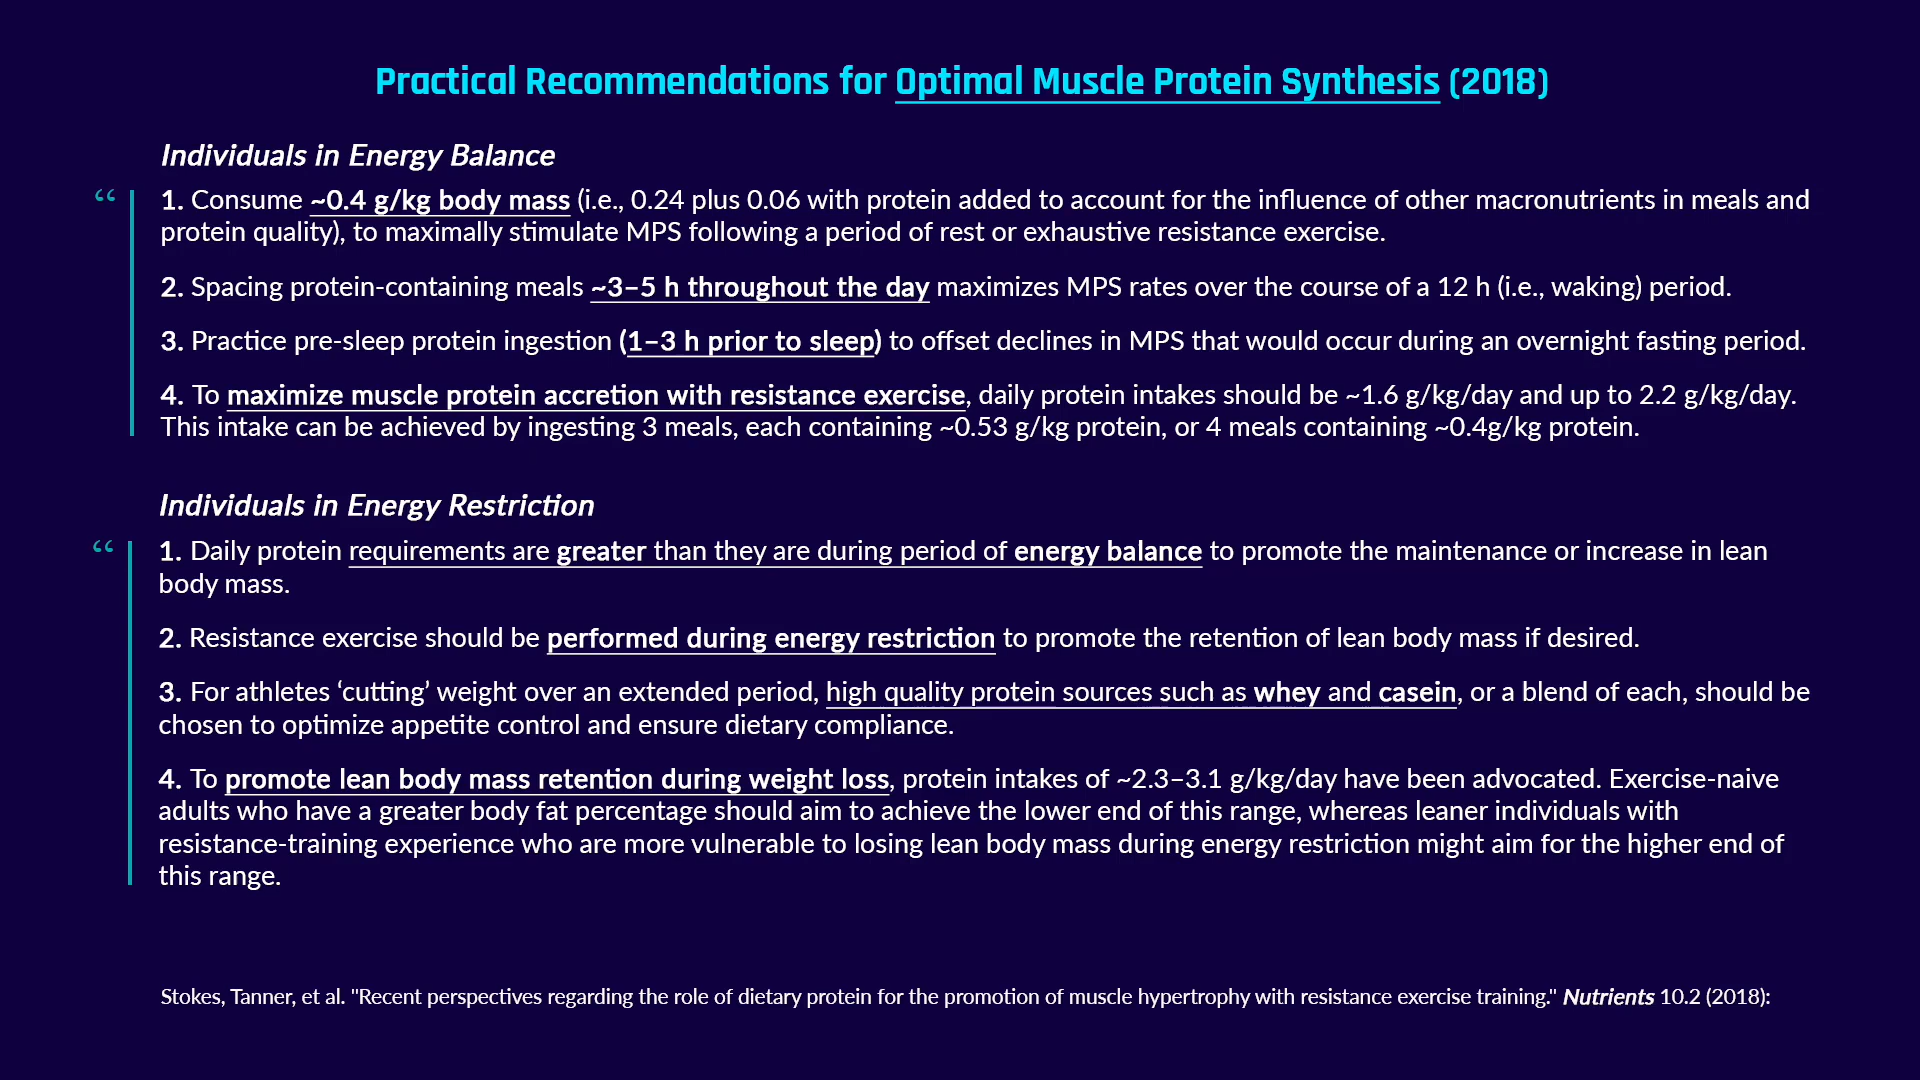 Practical Recommendations for Optimal Muscle Protein Synthesis (2018)
Individuals in Energy Balance
“
1. Consume ~0.4 g/kg body mass (i.e., 0.24 plus 0.06 with protein added to account for the influence of other macronutrients in meals and
protein quality), to maximally stimulate MPS following a period of rest or exhaustive resistance exercise.
2. Spacing protein-containing meals ~3–5 h throughout the day maximizes MPS rates over the course of a 12 h (i.e., waking) period.
3. Practice pre-sleep protein ingestion (1–3 h prior to sleep) to offset declines in MPS that would occur during an overnight fasting period.
4. To maximize muscle protein accretion with resistance exercise, daily protein intakes should be ~1.6 g/kg/day and up to 2.2 g/kg/day.
This intake can be achieved by ingesting 3 meals, each containing ~0.53 g/kg protein, or 4 meals containing ~0.4g/kg protein.
Individuals in Energy Restriction
“
1. Daily protein requirements are greater than they are during period of energy balance to promote the maintenance or increase in lean
body mass.
2. Resistance exercise should be performed during energy restriction to promote the retention of lean body mass if desired.
3. For athletes ‘cutting’ weight over an extended period, high quality protein sources such as whey and casein, or a blend of each, should be
chosen to optimize appetite control and ensure dietary compliance.
4. To promote lean body mass retention during weight loss, protein intakes of ~2.3–3.1 g/kg/day have been advocated. Exercise-naive
adults who have a greater body fat percentage should aim to achieve the lower end of this range, whereas leaner individuals with
resistance-training experience who are more vulnerable to losing lean body mass during energy restriction might aim for the higher end of
this range.
Stokes, Tanner, et al. "Recent perspectives regarding the role of dietary protein for the promotion of muscle hypertrophy with resistance exercise training." Nutrients 10.2 (2018):